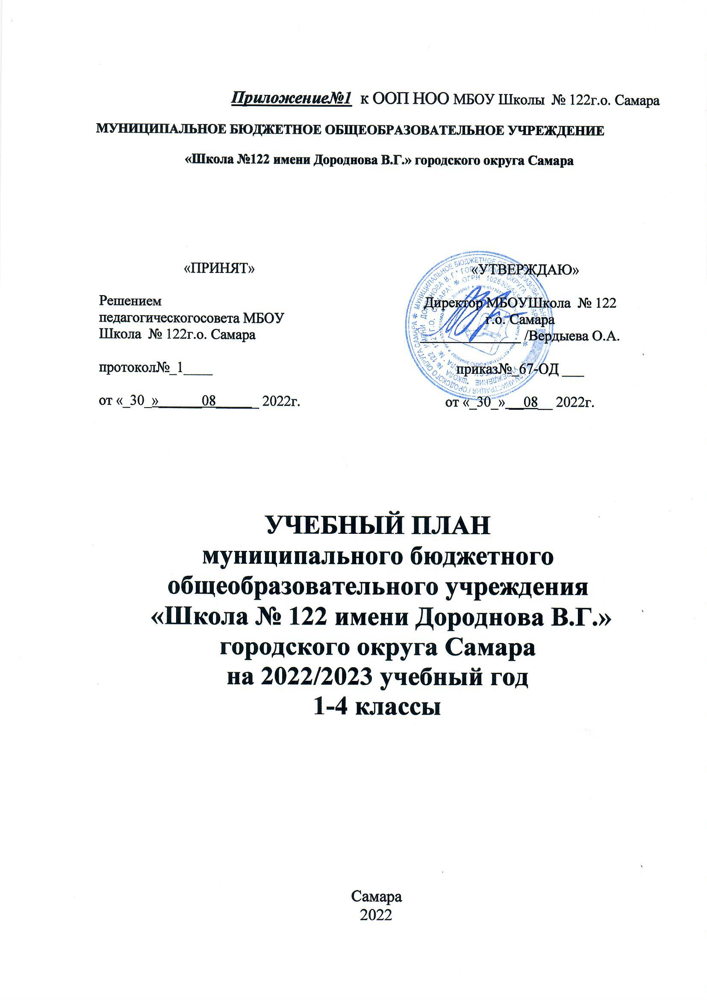 Приложение№1 к ООП НОО МБОУ Школы № 122г.о. Самара
МУНИЦИПАЛЬНОЕ БЮДЖЕТНОЕ ОБЩЕОБРАЗОВАТЕЛЬНОЕ УЧРЕЖДЕНИЕ
«Школа №122 имени Дороднова В.Г.» городского округа Самара
«ПРИНЯТ»
Решением
педагогическогосовета МБОУ
Школа № 122г.о. Самара
протокол№_1____
от «_30_»______08______ 2022г.
«УТВЕРЖДАЮ»
Директор МБОУШкола № 122
г.о. Самара
______________ /Вердыева О.А.
приказ№_67-ОД ___
от «_30_»__08__ 2022г.
УЧЕБНЫЙ ПЛАН
муниципального бюджетного
общеобразовательного учреждения
«Школа № 122 имени Дороднова В.Г.»
городского округа Самара
на 2022/2023 учебный год
1-4 классы
Самара
2022